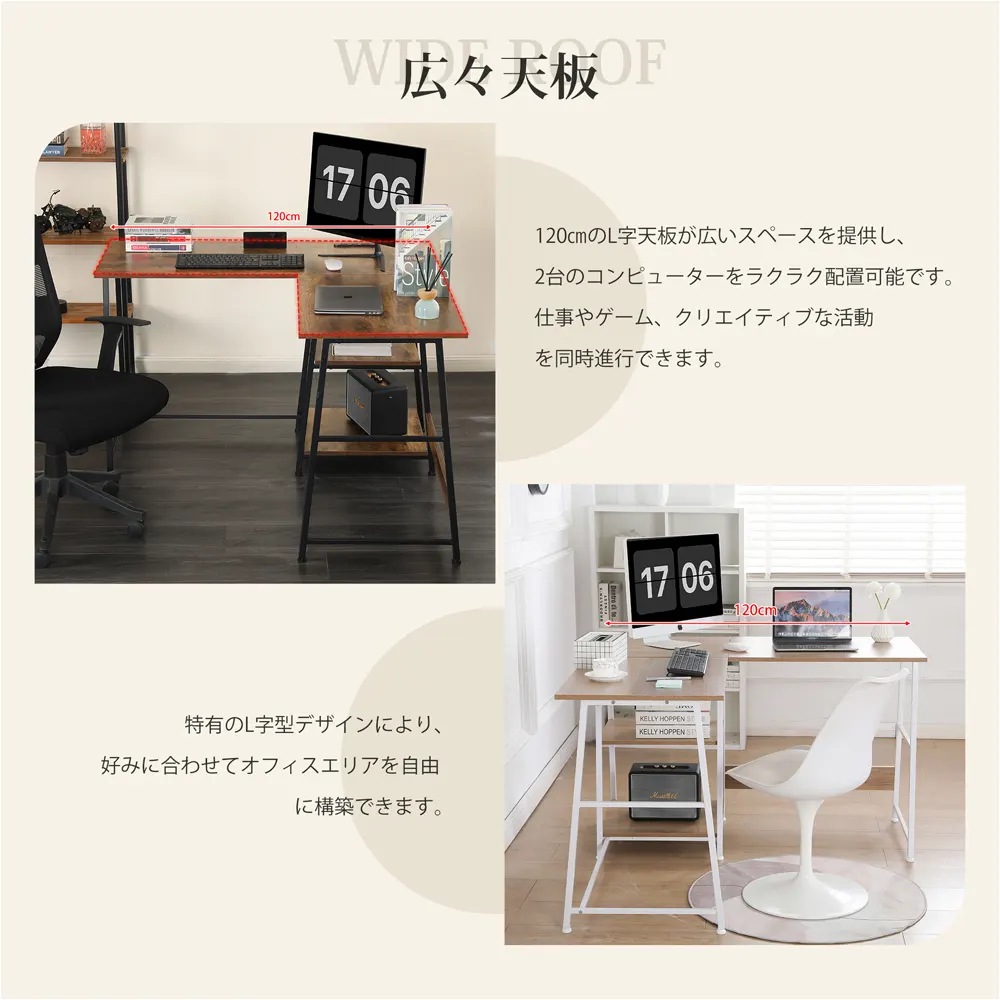 WIDE ROOF
広々天板
17 06
120cm
Style
120㎝のL字天板が広いスペースを提供し、
2台のコンピューターをラクラク配置可能です。
仕事やゲーム、クリエイティブな活動
を同時進行できます。
17 06
120cm
KELLY HOPPEN
KELLY HOPPEN
Marshall
特有のL字型デザインにより、
好みに合わせてオフィスエリアを自由
に構築できます。